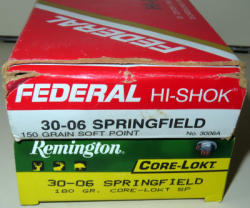 FEDERAL
FEDERAL HI-SHOK
30-06 SPRINGFIELD
150 GRAIN SOFT POINT No. 3006A
Remington CORE-LOKT
30-06 SPRINGFIELD
180 GR. CORE-LOKT SP